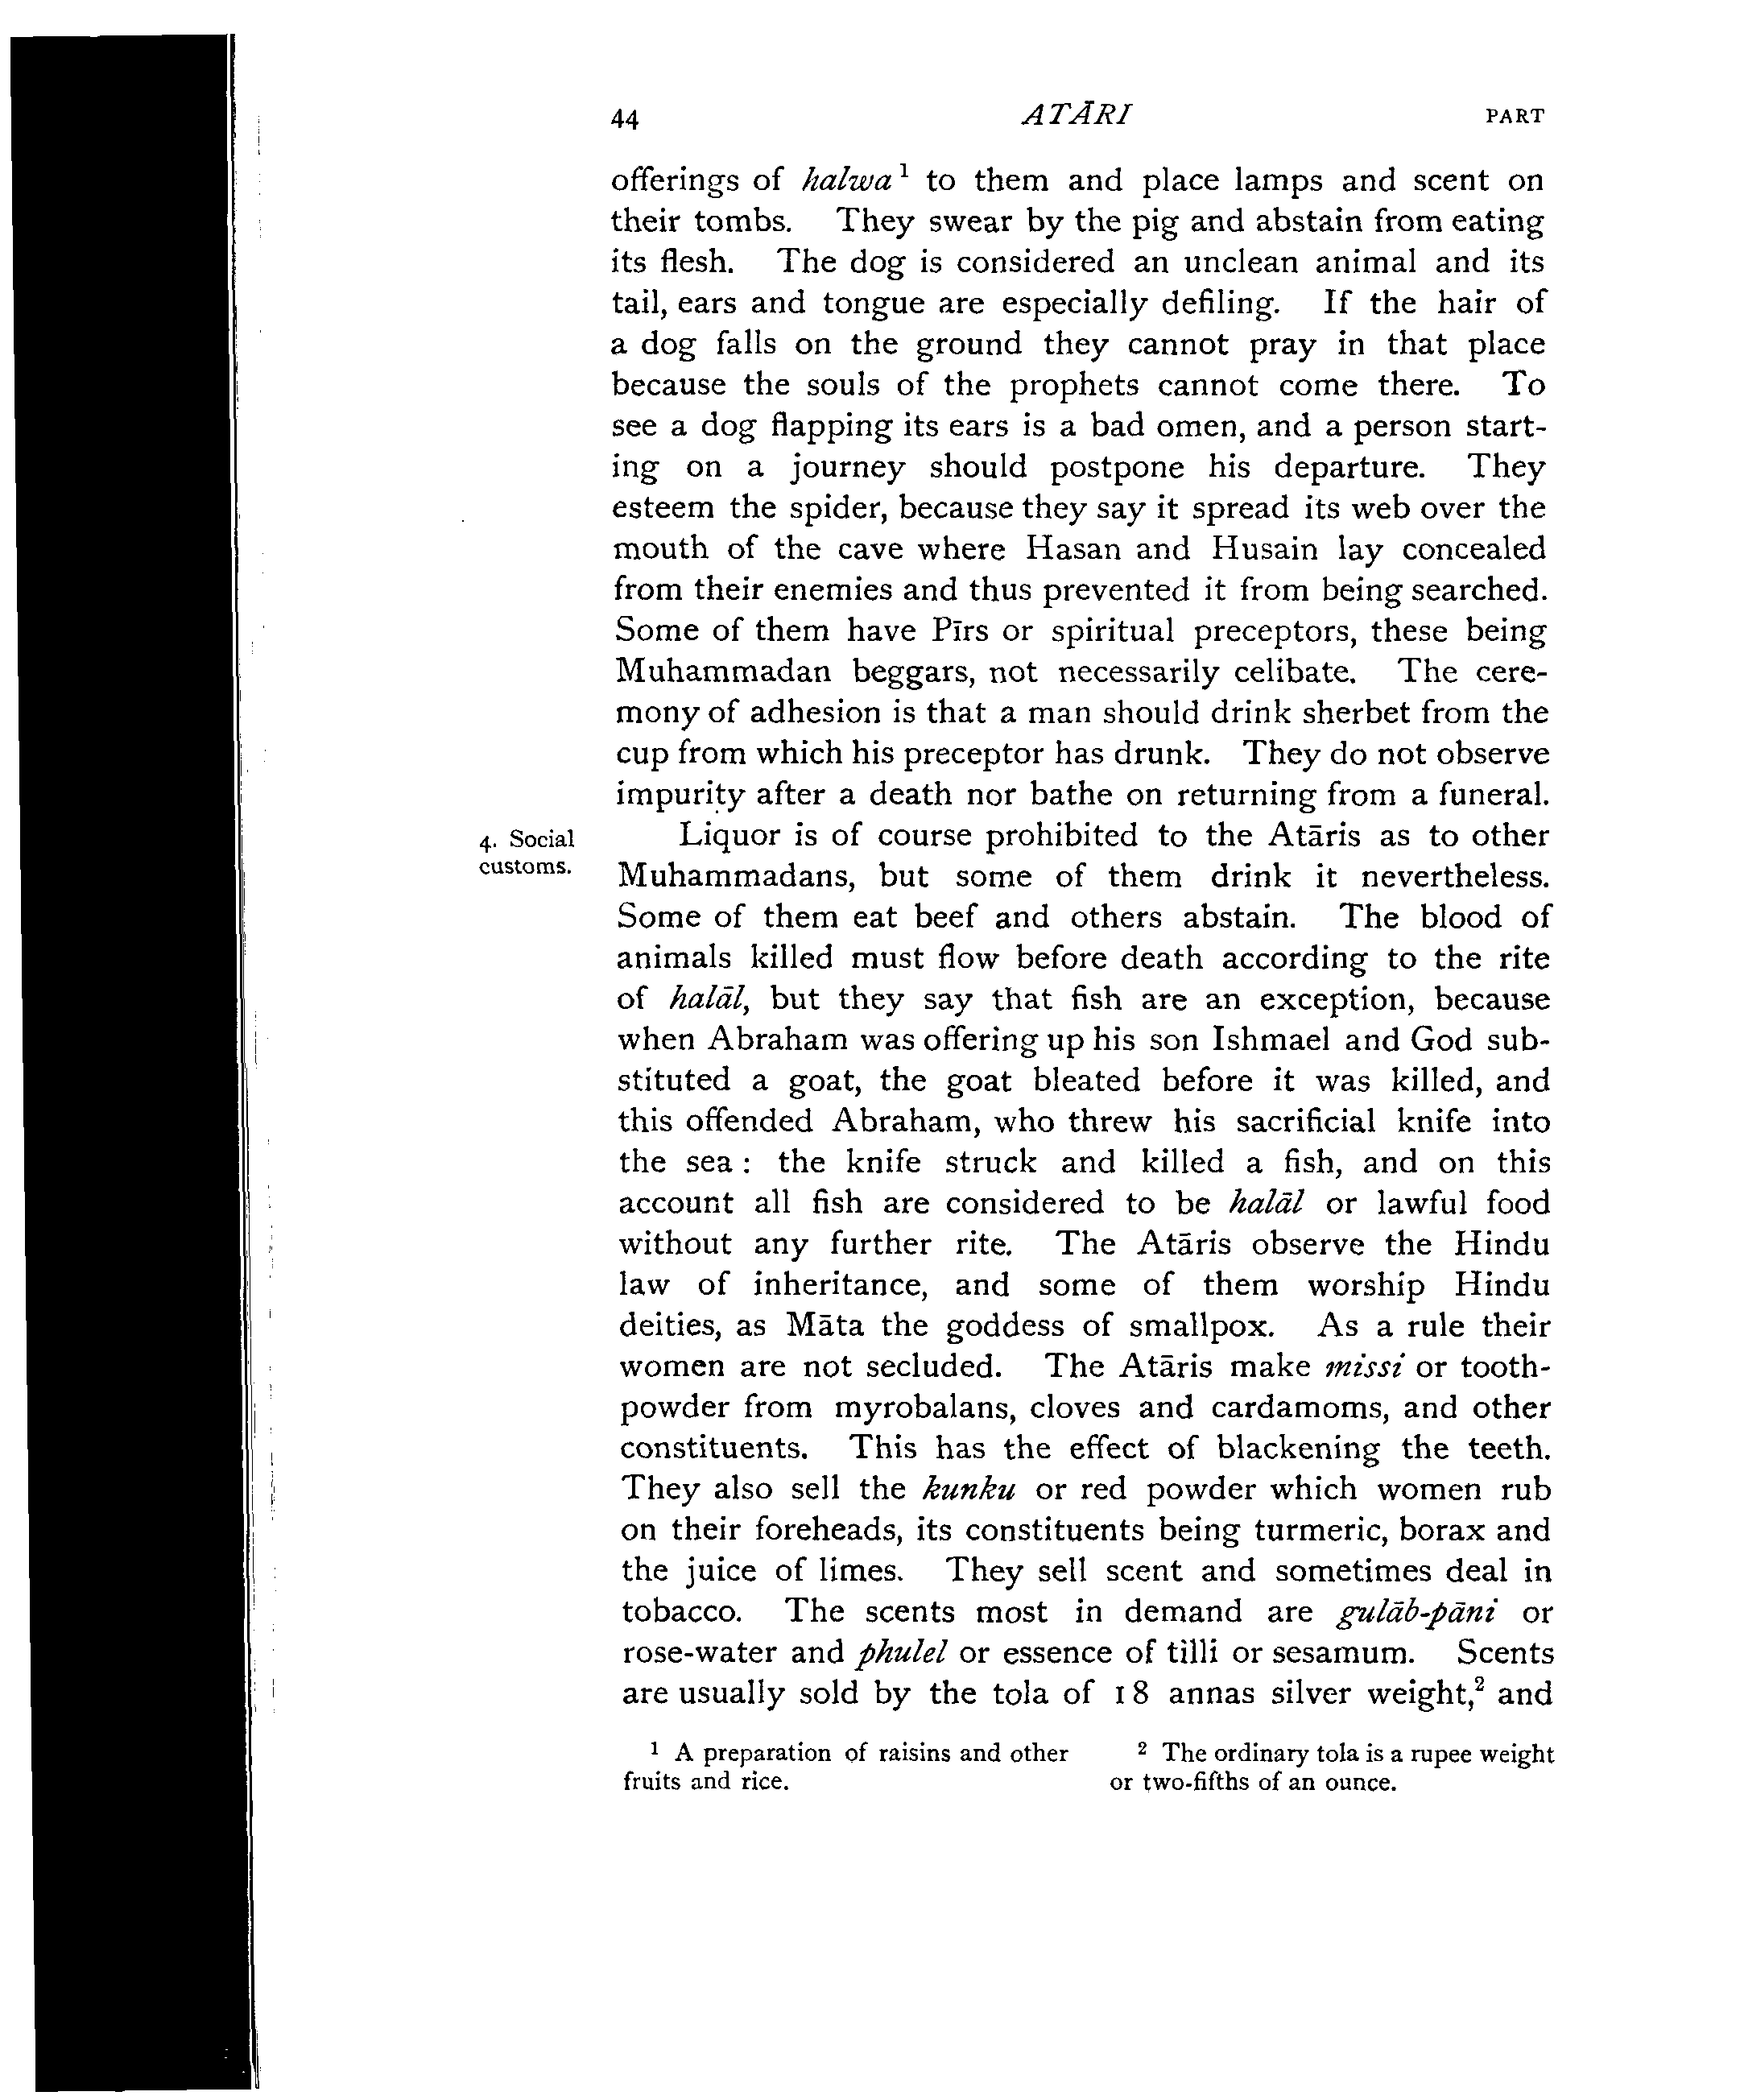 44 ATĀRI PART
offerings of halwa¹ to them and place lamps and scent on
their tombs. They swear by the pig and abstain from eating
its flesh. The dog is considered an unclean animal and its
tail, ears and tongue are especially defiling. If the hair of
a dog falls on the ground they cannot pray in that place
because the souls of the prophets cannot come there. To
see a dog flapping its ears is a bad omen, and a person start-
ing on a journey should postpone his departure. They
esteem the spider, because they say it spread its web over the
mouth of the cave where Hasan and Husain lay concealed
from their enemies and thus prevented it from being searched.
Some of them have Pīrs or spiritual preceptors, these being
Muhammadan beggars, not necessarily celibate. The cere-
mony of adhesion is that a man should drink sherbet from the
cup from which his preceptor has drunk. They do not observe
impurity after a death nor bathe on returning from a funeral.
4. Social
customs.
Liquor is of course prohibited to the Atāris as to other
Muhammadans, but some of them drink it nevertheless.
Some of them eat beef and others abstain. The blood of
animals killed must flow before death according to the rite
of halāl, but they say that fish are an exception, because
when Abraham was offering up his son Ishmael and God sub-
stituted a goat, the goat bleated before it was killed, and
this offended Abraham, who threw his sacrificial knife into
the sea: the knife struck and killed a fish, and on this
account all fish are considered to be halāl or lawful food
without any further rite. The Atāris observe the Hindu
law of inheritance, and some of them worship Hindu
deities, as Māta the goddess of smallpox. As a rule their
women are not secluded. The Atāris make missi or tooth-
powder from myrobalans, cloves and cardamoms, and other
constituents. This has the effect of blackening the teeth.
They also sell the kunku or red powder which women rub
on their foreheads, its constituents being turmeric, borax and
the juice of limes. They sell scent and sometimes deal in
tobacco. The scents most in demand are gulāb-pāni or
rose-water and phulel or essence of tilli or sesamum. Scents
are usually sold by the tola of 18 annas silver weight,² and
¹ A preparation of raisins and other
fruits and rice.
² The ordinary tola is a rupee weight
or two-fifths of an ounce.